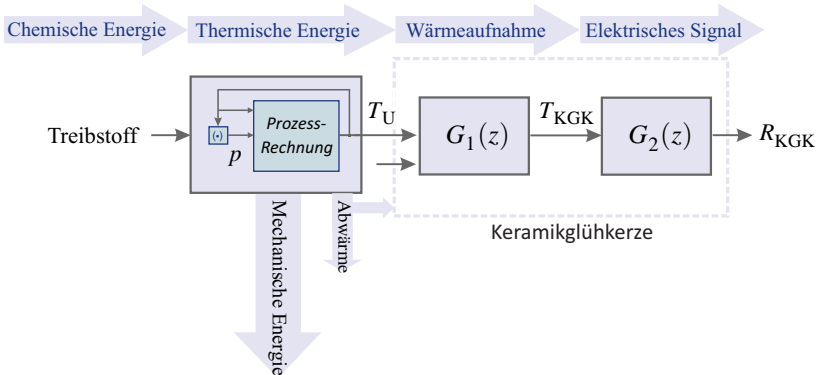 Chemische Energie
Thermische Energie
Wärmeaufnahme
Elektrisches Signal
Treibstoff
(•)
p
Prozess-
Rechnung
T_U
G_1(z)
T_KGK
G_2(z)
R_KGK
Mechanische Energie
Abwärme
Keramikglühkerze